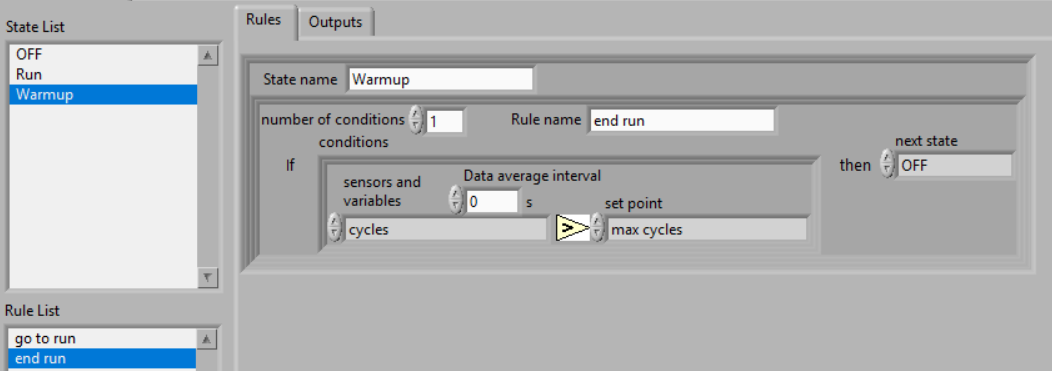 State List
OFF
Run
Warmup
Rule List
go to run
end run
Rules
Outputs
State name Warmup
number of conditions 1 Rule name end run
conditions
If
sensors and variables
Data average interval
0 s
cycles
>
set point
max cycles
then
next state
OFF